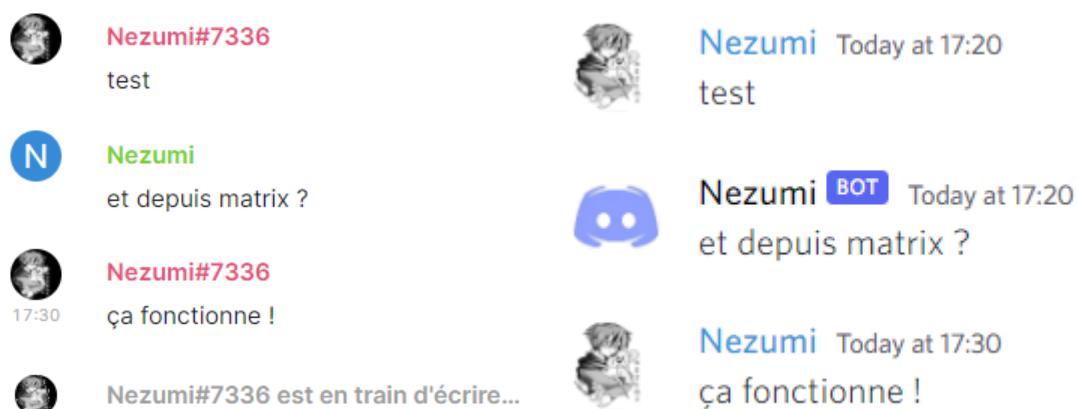 Nezumi#7336
test
N
Nezumi
et depuis matrix ?
Nezumi#7336
17:30
ça fonctionne !
Nezumi#7336 est en train d'écrire...
Nezumi Today at 17:20
test
Nezumi BOT Today at 17:20
et depuis matrix ?
Nezumi Today at 17:30
ça fonctionne !